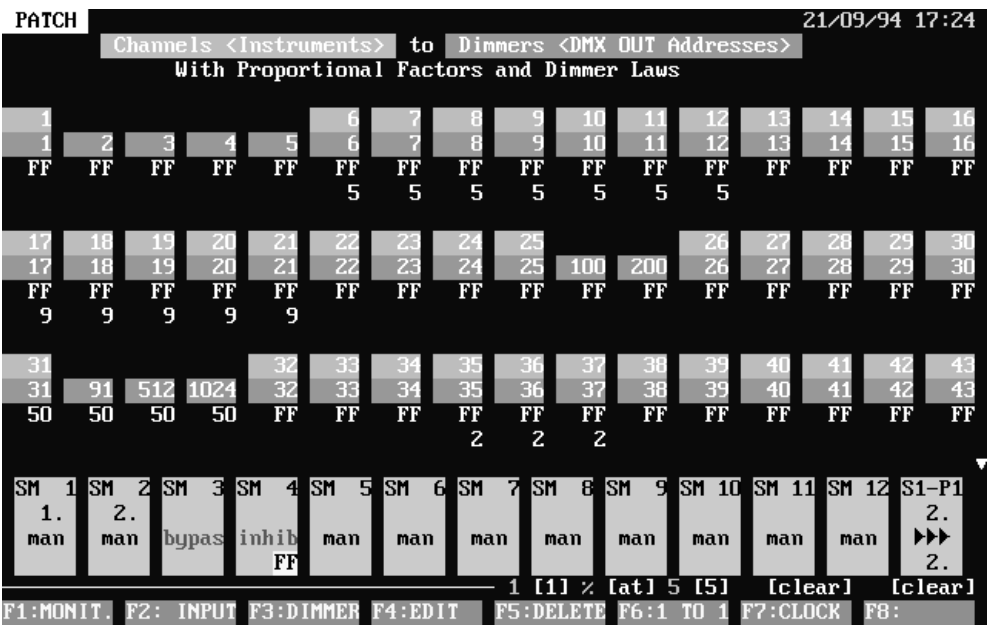 PATCH 21/09/94 17:24
Channels <Instruments> to Dimmers <DMX OUT Addresses>
With Proportional Factors and Dimmer Laws
1 6 7 8 9 10 11 12 13 14 15 16
1 2 3 4 5 6 7 8 9 10 11 12 13 14 15 16
FF FF FF FF FF FF FF FF FF FF FF FF FF FF FF FF
5 5 5 5 5 5 5
17 18 19 20 21 22 23 24 25 26 27 28 29 30
17 18 19 20 21 22 23 24 25 100 200 26 27 28 29 30
FF FF FF FF FF FF FF FF FF FF FF FF FF FF FF FF
9 9 9 9 9
31 32 33 34 35 36 37 38 39 40 41 42 43
31 91 512 1024 32 33 34 35 36 37 38 39 40 41 42 43
50 50 50 50 FF FF FF FF FF FF FF FF FF FF FF FF
2 2 2
SM 1 SM 2 SM 3 SM 4 SM 5 SM 6 SM 7 SM 8 SM 9 SM 10 SM 11 SM 12 S1-P1
1. 2. 2.
man man bypas inhib man man man man man man man man ▶▶▶
FF 2.
1 [1] % [at] 5 [5] [clear] [clear]
F1:MONIT. F2: INPUT F3:DIMMER F4:EDIT F5:DELETE F6:1 TO 1 F7:CLOCK F8: